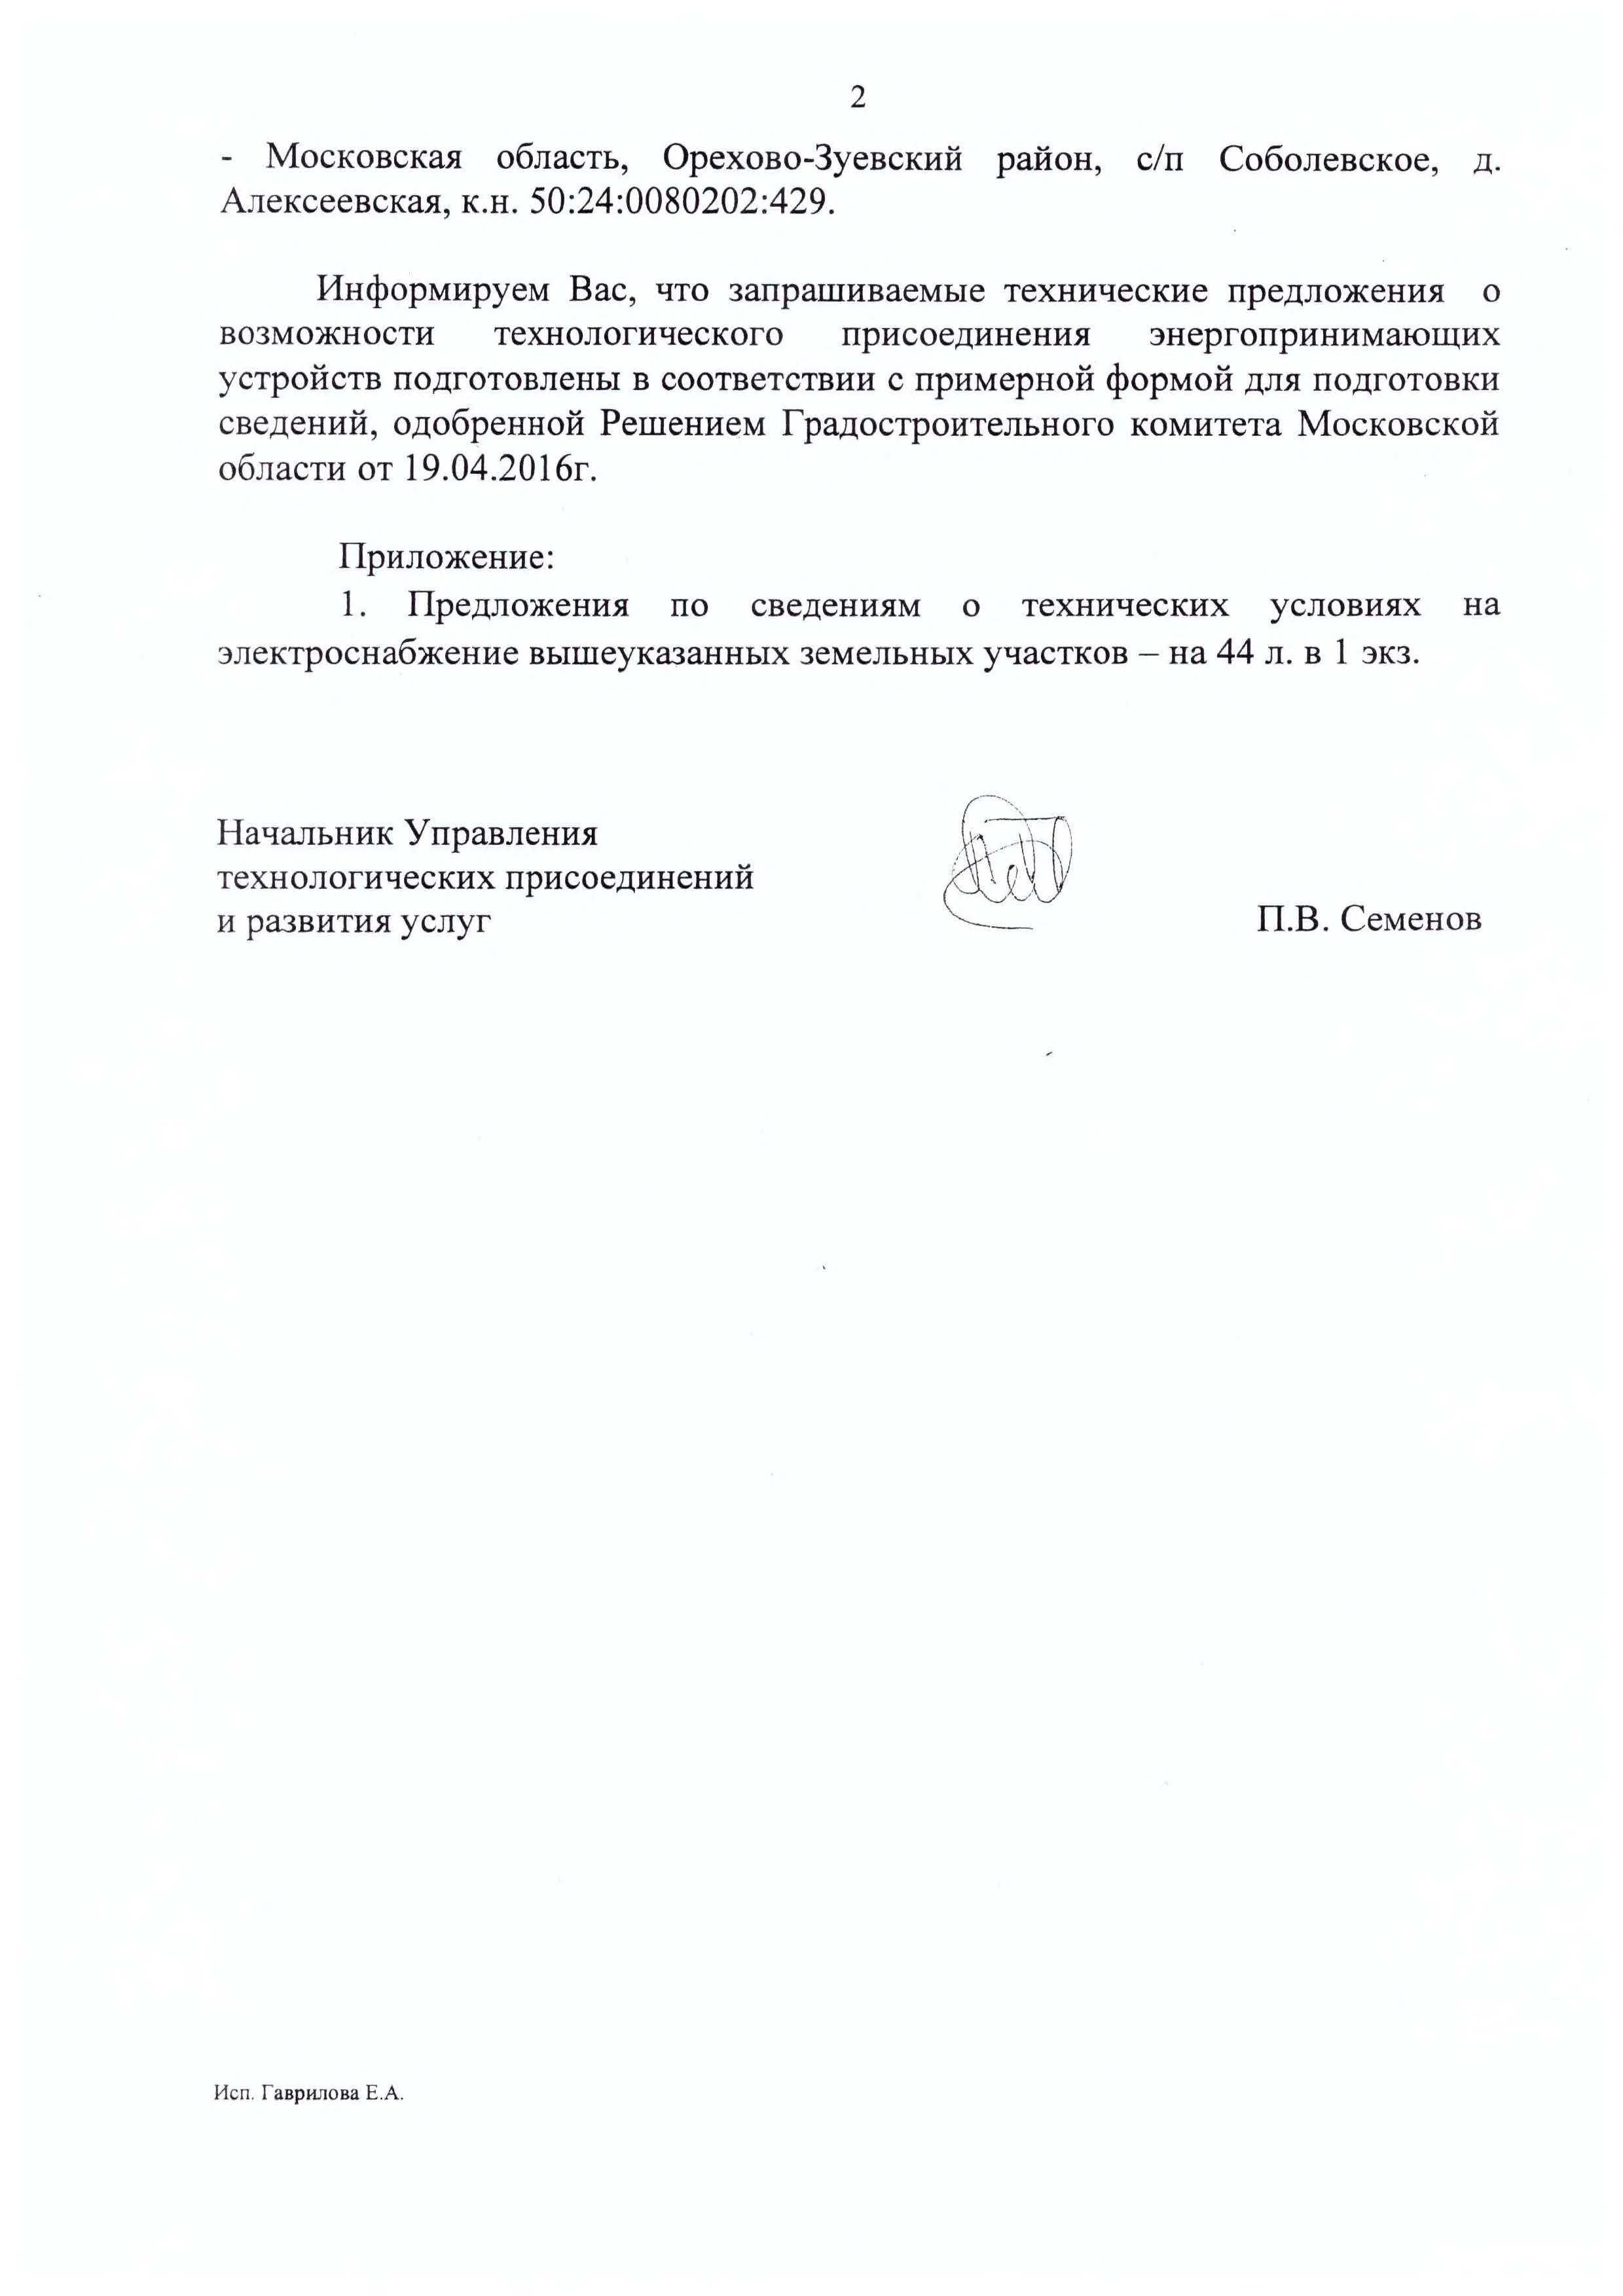 2
- Московская область, Орехово-Зуевский район, с/п Соболевское, д.
Алексеевская, к.н. 50:24:0080202:429.
Информируем Вас, что запрашиваемые технические предложения о
возможности технологического присоединения энергопринимающих
устройств подготовлены в соответствии с примерной формой для подготовки
сведений, одобренной Решением Градостроительного комитета Московской
области от 19.04.2016г.
Приложение:
1. Предложения по сведениям о технических условиях на
электроснабжение вышеуказанных земельных участков – на 44 л. в 1 экз.
Начальник Управления
технологических присоединений
и развития услуг
П.В. Семенов
Исп. Гаврилова Е.А.